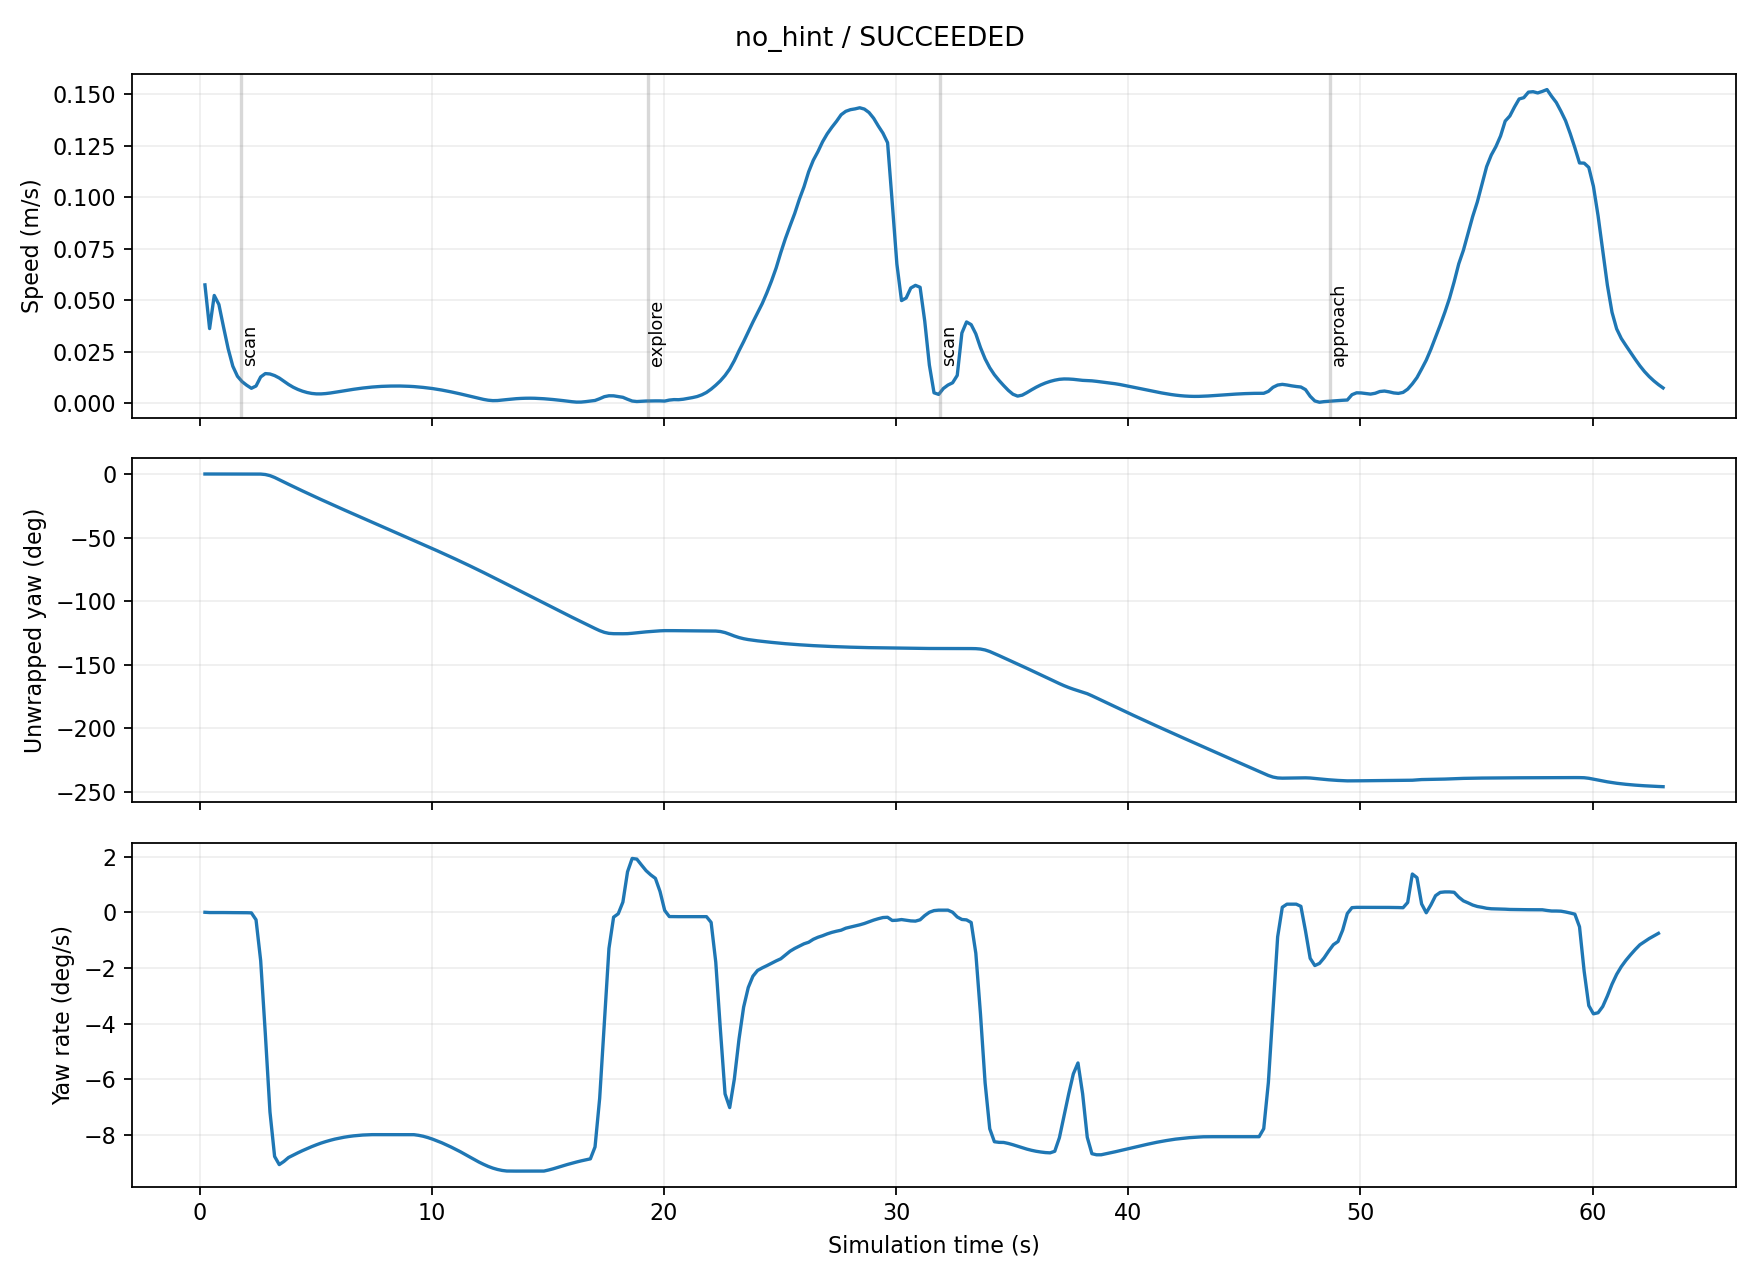 no_hint / SUCCEEDED
Speed (m/s)
0.150
0.125
0.100
0.075
0.050
0.025
0.000
scan
explore
scan
approach
Unwrapped yaw (deg)
0
−50
−100
−150
−200
−250
Yaw rate (deg/s)
2
0
−2
−4
−6
−8
0 10 20 30 40 50 60
Simulation time (s)